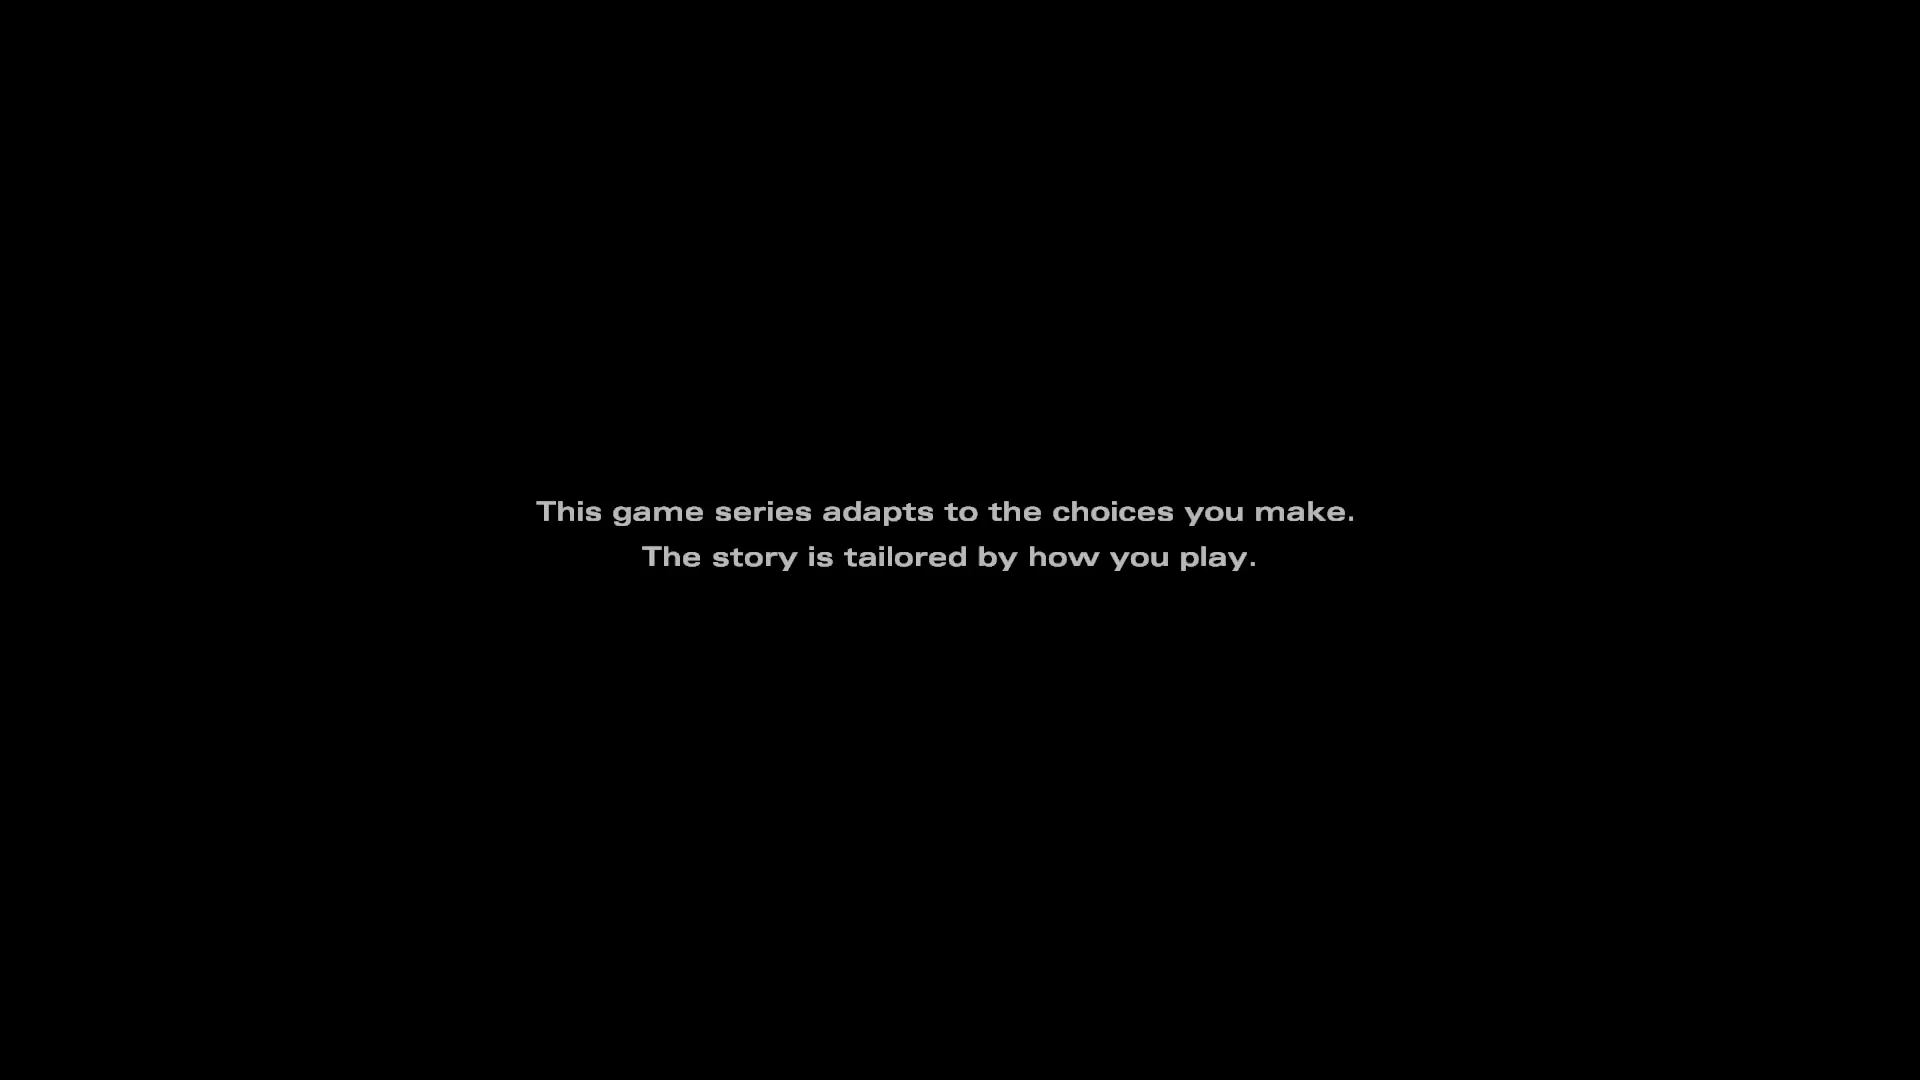 This game series adapts to the choices you make.
The story is tailored by how you play.